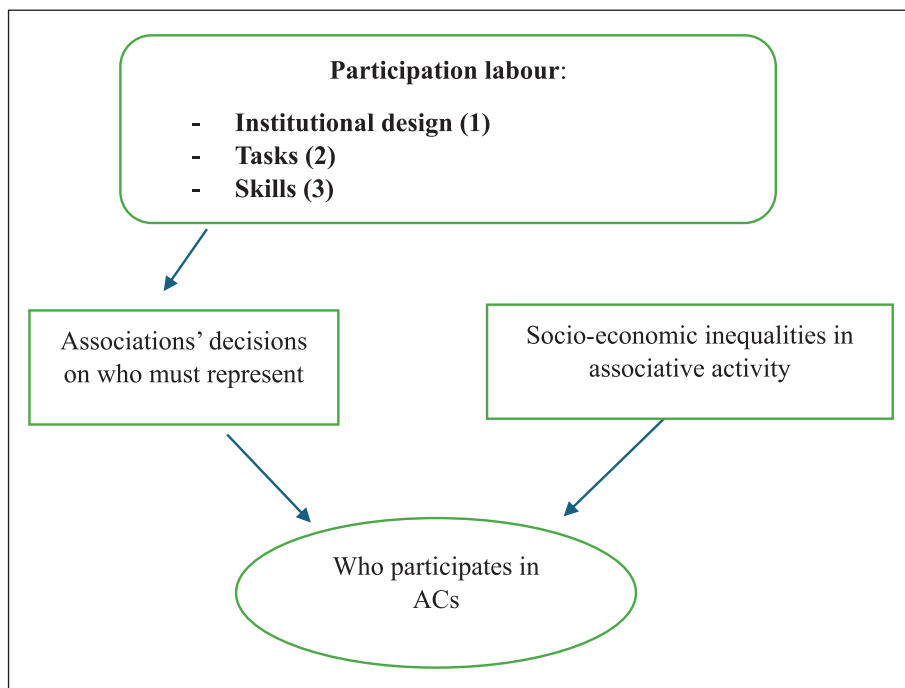 Participation labour:
- Institutional design (1)
- Tasks (2)
- Skills (3)
Associations’ decisions
on who must represent
Socio-economic inequalities in
associative activity
Who participates in
ACs